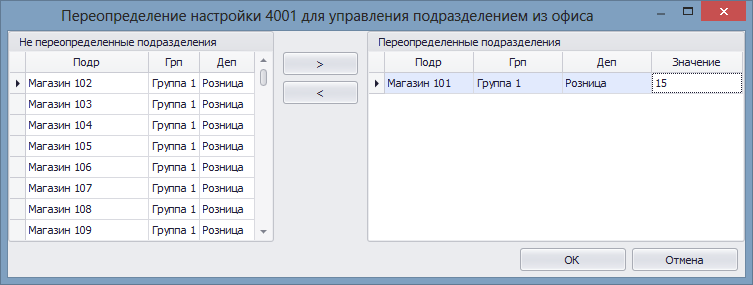 Переопределение настройки 4001 для управления подразделением из офиса
Не переопределенные подразделения
Подр Грп Деп
Магазин 102 Группа 1 Розница
Магазин 103 Группа 1 Розница
Магазин 104 Группа 1 Розница
Магазин 105 Группа 1 Розница
Магазин 106 Группа 1 Розница
Магазин 107 Группа 1 Розница
Магазин 108 Группа 1 Розница
Магазин 109 Группа 1 Розница
>
<
Переопределенные подразделения
Подр Грп Деп Значение
Магазин 101 Группа 1 Розница 15
OK Отмена